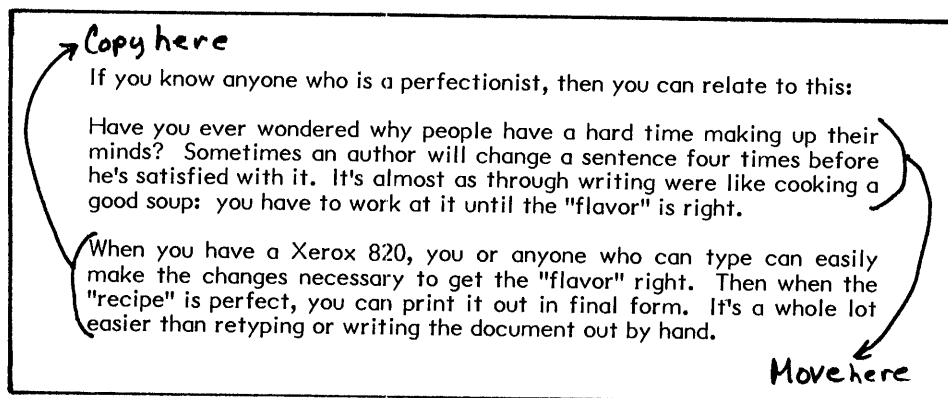 Copy here
If you know anyone who is a perfectionist, then you can relate to this:
Have you ever wondered why people have a hard time making up their
minds? Sometimes an author will change a sentence four times before
he's satisfied with it. It's almost as through writing were like cooking a
good soup: you have to work at it until the "flavor" is right.
When you have a Xerox 820, you or anyone who can type can easily
make the changes necessary to get the "flavor" right. Then when the
"recipe" is perfect, you can print it out in final form. It's a whole lot
easier than retyping or writing the document out by hand.
Move here